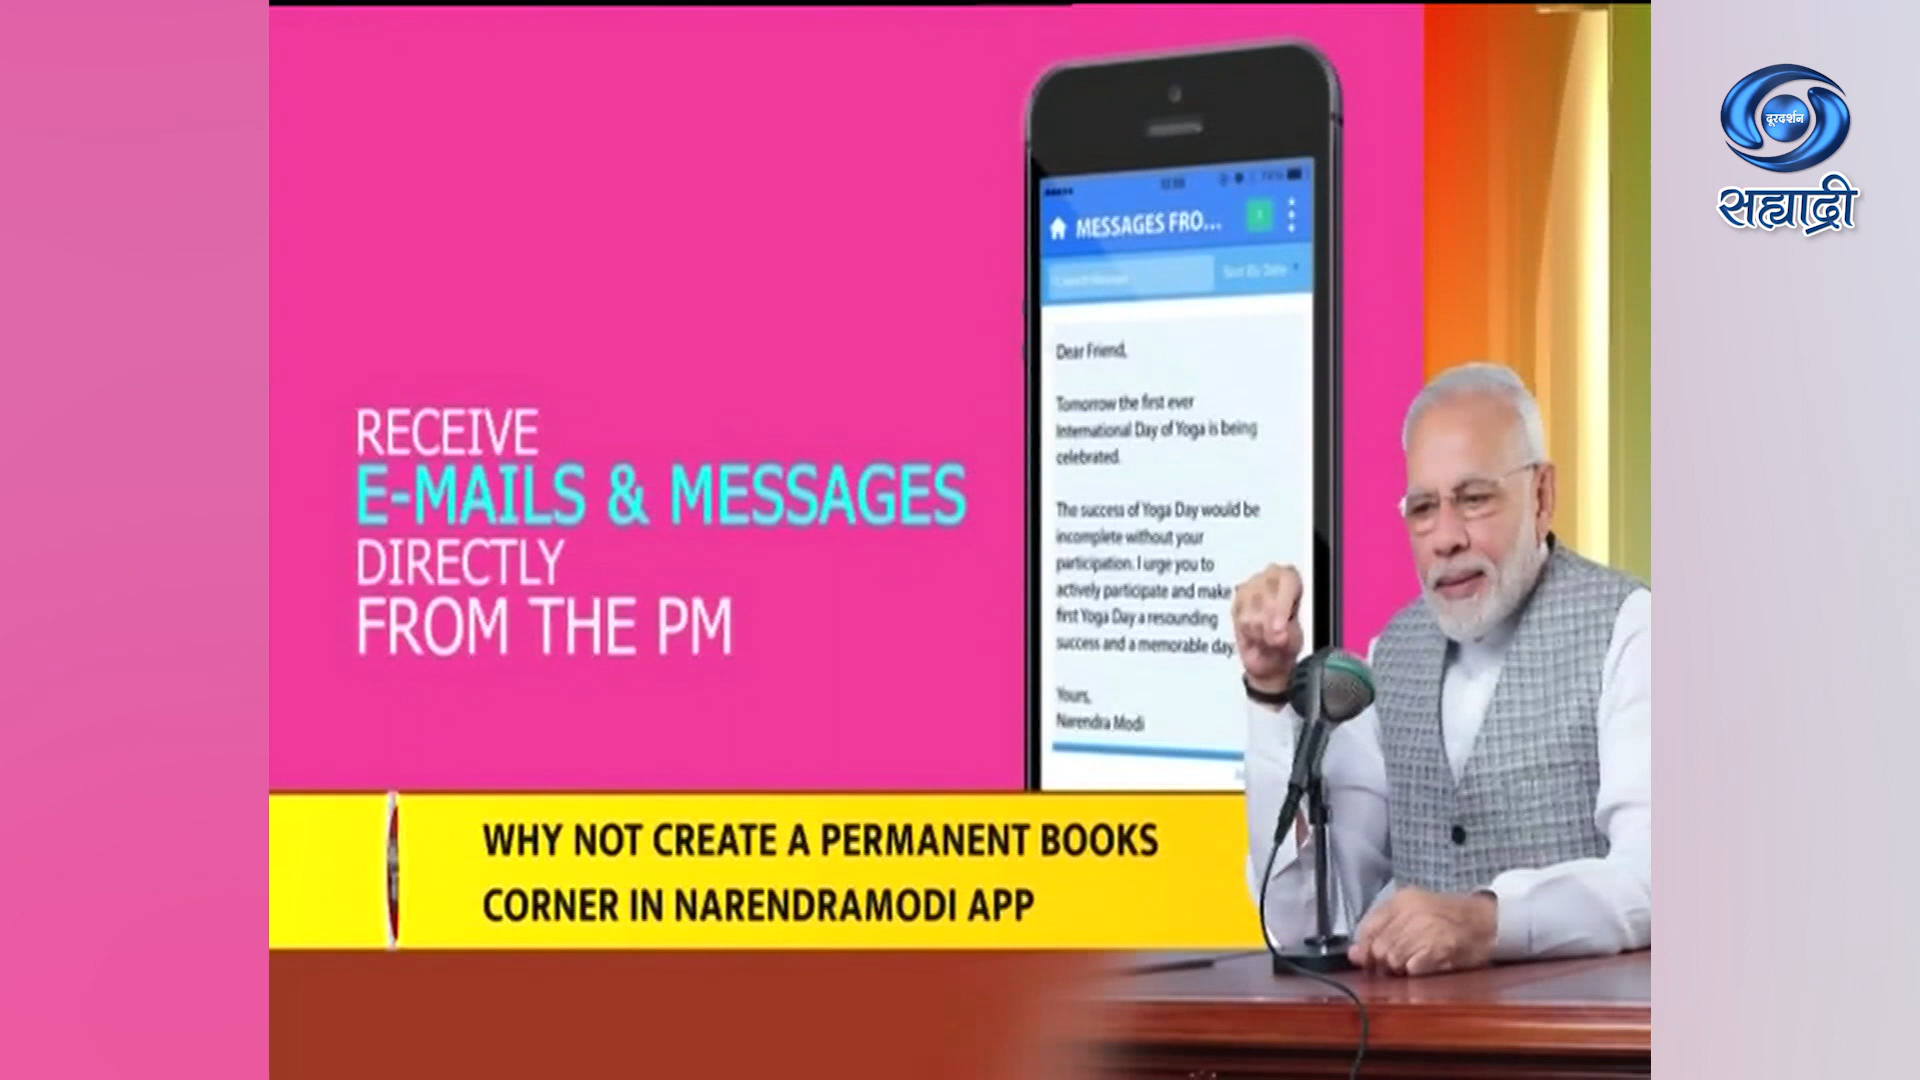 दूरदर्शन
सह्याद्री
MESSAGES FRO...
Sort By Date
Dear Friend,
Tomorrow the first ever
International Day of Yoga is being
celebrated.
The success of Yoga Day would be
incomplete without your
participation. I urge you to
actively participate and make
first Yoga Day a resounding
success and a memorable day
Yours,
Narendra Modi
RECEIVE
E-MAILS & MESSAGES
DIRECTLY
FROM THE PM
WHY NOT CREATE A PERMANENT BOOKS
CORNER IN NARENDRAMODI APP